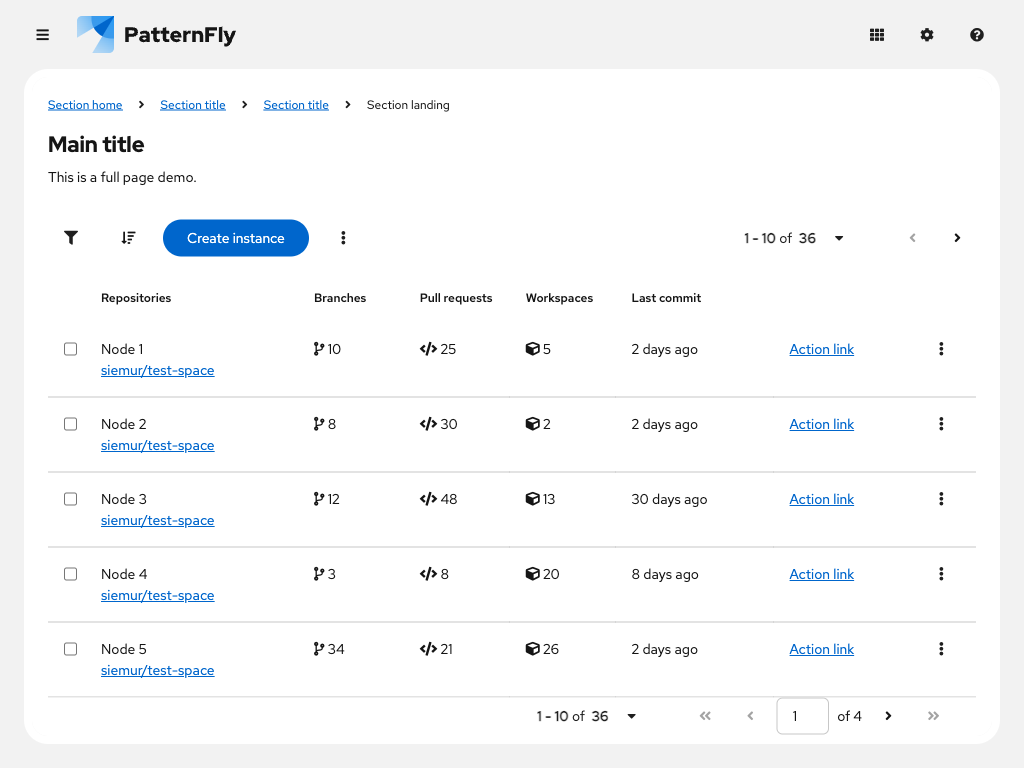 PatternFly
Section home Section title Section title Section landing
Main title
This is a full page demo.
Create instance 1 - 10 of 36
Repositories Branches Pull requests Workspaces Last commit
Node 1 10 25 5 2 days ago Action link
siemur/test-space
Node 2 8 30 2 2 days ago Action link
siemur/test-space
Node 3 12 48 13 30 days ago Action link
siemur/test-space
Node 4 3 8 20 8 days ago Action link
siemur/test-space
Node 5 34 21 26 2 days ago Action link
siemur/test-space
1 - 10 of 36 1 of 4